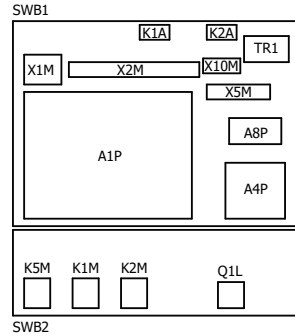 SWB1
K1A K2A
TR1
X1M X2M X10M
X5M
A8P
A1P
A4P
K5M K1M K2M Q1L
SWB2